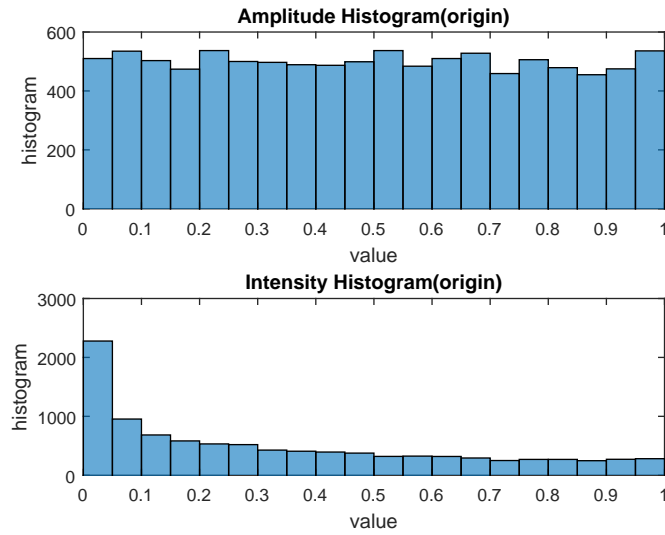 Amplitude Histogram(origin)
600
400
200
0
histogram
0 0.1 0.2 0.3 0.4 0.5 0.6 0.7 0.8 0.9 1
value
Intensity Histogram(origin)
3000
2000
1000
0
histogram
0 0.1 0.2 0.3 0.4 0.5 0.6 0.7 0.8 0.9 1
value